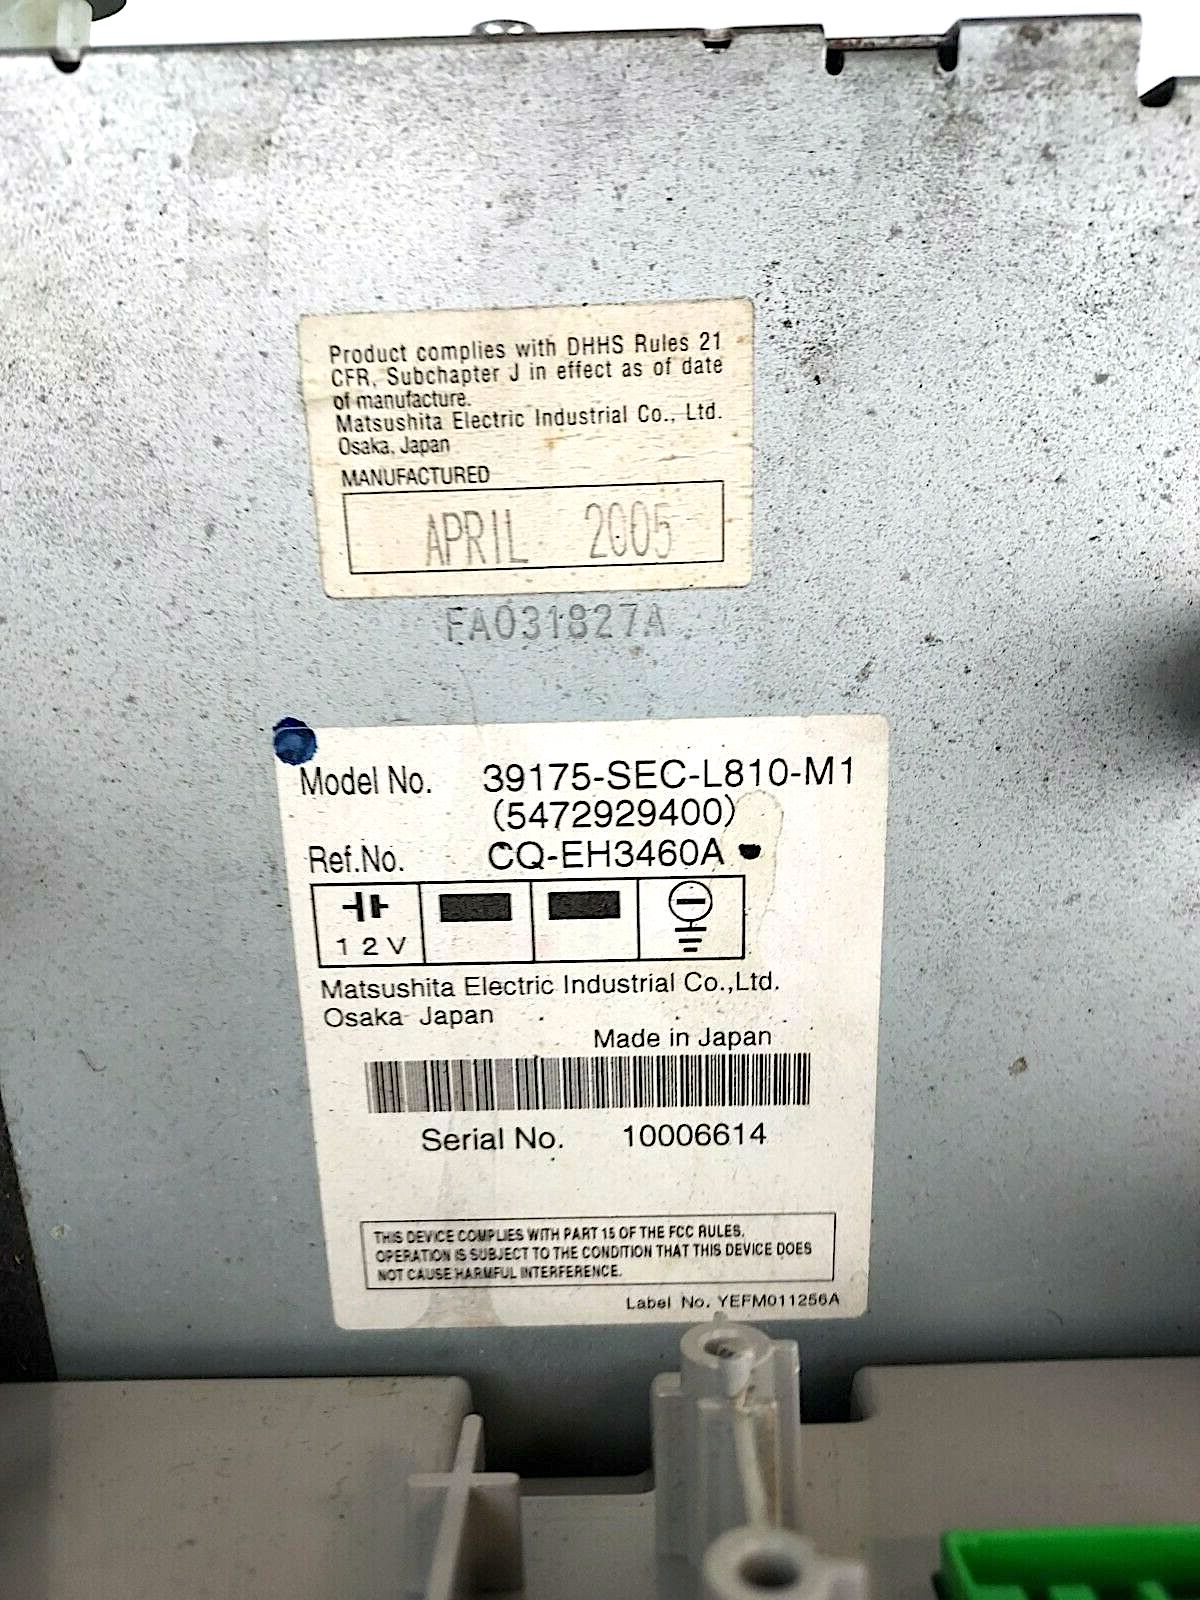 Product complies with DHHS Rules 21
CFR, Subchapter J in effect as of date
of manufacture.
Matsushita Electric Industrial Co., Ltd.
Osaka, Japan
MANUFACTURED
APRIL 2005
FA031827A
Model No. 39175-SEC-L810-M1
(5472929400)
Ref.No. CQ-EH3460A
12V
Matsushita Electric Industrial Co.,Ltd.
Osaka Japan
Made in Japan
Serial No. 10006614
THIS DEVICE COMPLIES WITH PART 15 OF THE FCC RULES.
OPERATION IS SUBJECT TO THE CONDITION THAT THIS DEVICE DOES
NOT CAUSE HARMFUL INTERFERENCE.
Label No. YEFM011256A